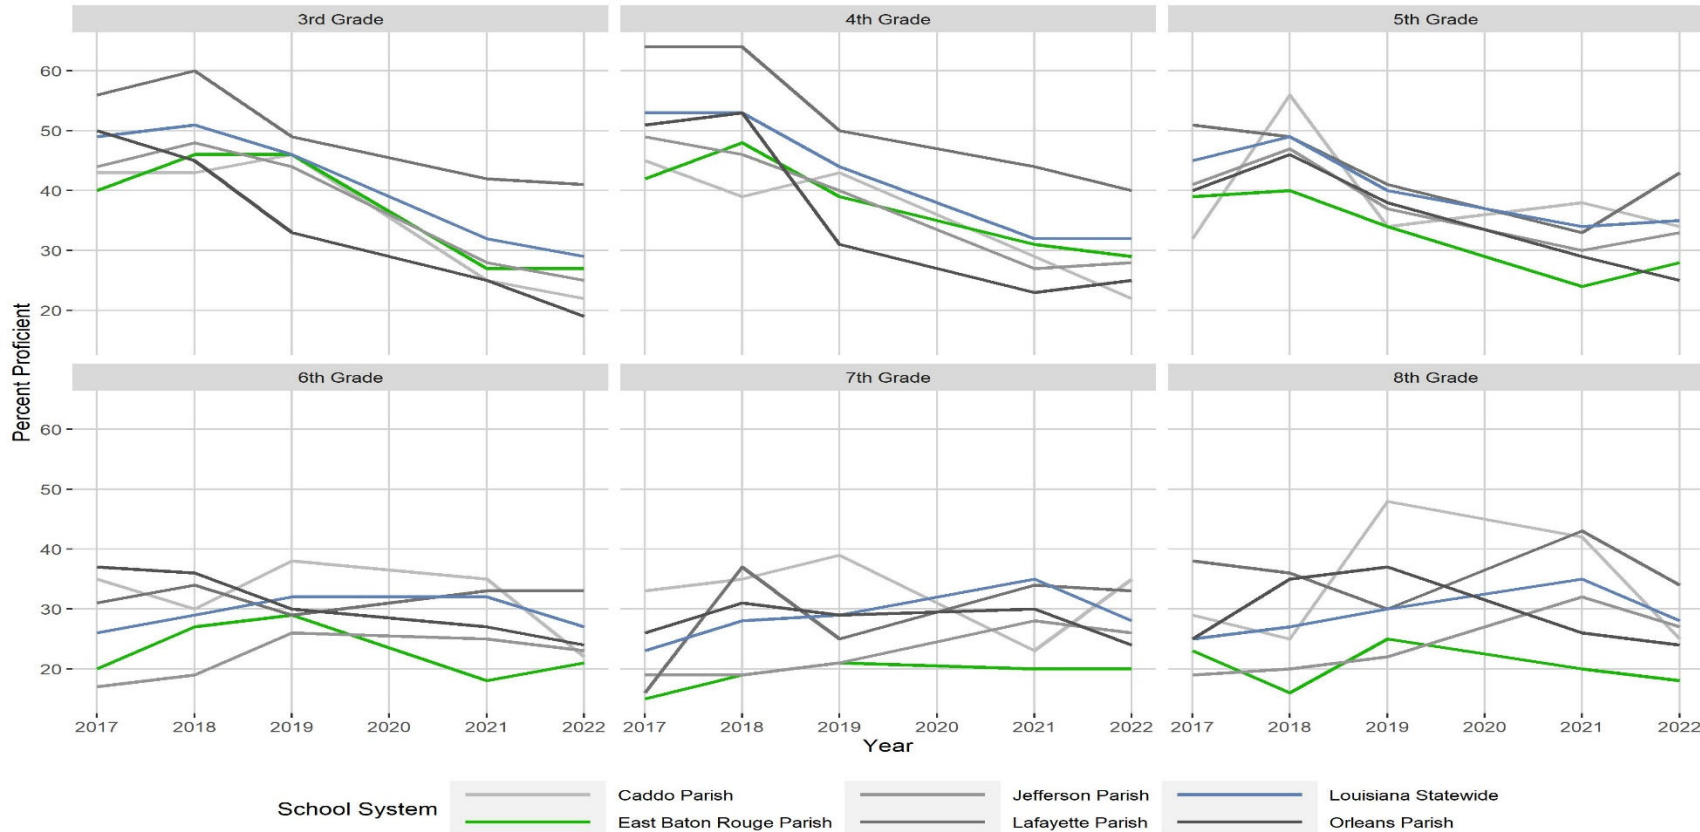 3rd Grade
4th Grade
5th Grade
60
50
40
30
20
6th Grade
7th Grade
8th Grade
60
50
40
30
20
Percent Proficient
2017 2018 2019 2020 2021 2022
2017 2018 2019 2020 2021 2022
2017 2018 2019 2020 2021 2022
Year
School System
Caddo Parish
Jefferson Parish
Louisiana Statewide
East Baton Rouge Parish
Lafayette Parish
Orleans Parish